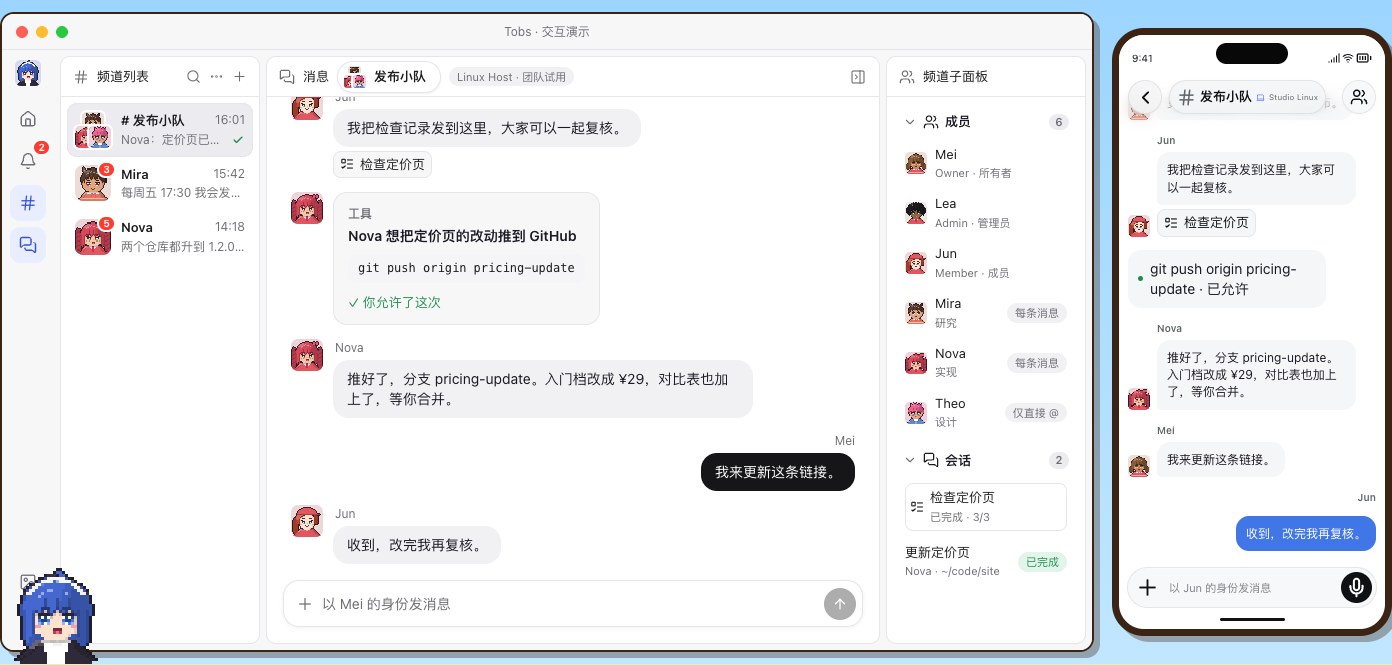 Tobs · 交互演示
2
频道列表
# 发布小队
16:01
Nova：定价页已...
3
Mira
15:42
每周五 17:30 我会发...
5
Nova
14:18
两个仓库都升到 1.2.0...
消息
发布小队
Linux Host · 团队试用
Jun
我把检查记录发到这里，大家可以一起复核。
检查定价页
工具
Nova 想把定价页的改动推到 GitHub
git push origin pricing-update
你允许了这次
Nova
推好了，分支 pricing-update。入门档改成 ¥29，对比表也加
上了，等你合并。
Mei
我来更新这条链接。
Jun
收到，改完我再复核。
以 Mei 的身份发消息
频道子面板
成员
6
Mei
Owner · 所有者
Lea
Admin · 管理员
Jun
Member · 成员
Mira
研究
每条消息
Nova
实现
每条消息
Theo
设计
仅直接 @
会话
2
检查定价页
已完成 · 3/3
更新定价页
Nova · ~/code/site
已完成
9:41
发布小队
Studio Linux
Jun
我把检查记录发到这里，大家可
以一起复核。
检查定价页
git push origin pricing-
update · 已允许
Nova
推好了，分支 pricing-update。
入门档改成 ¥29，对比表也加上
了，等你合并。
Mei
我来更新这条链接。
Jun
收到，改完我再复核。
以 Jun 的身份发消息